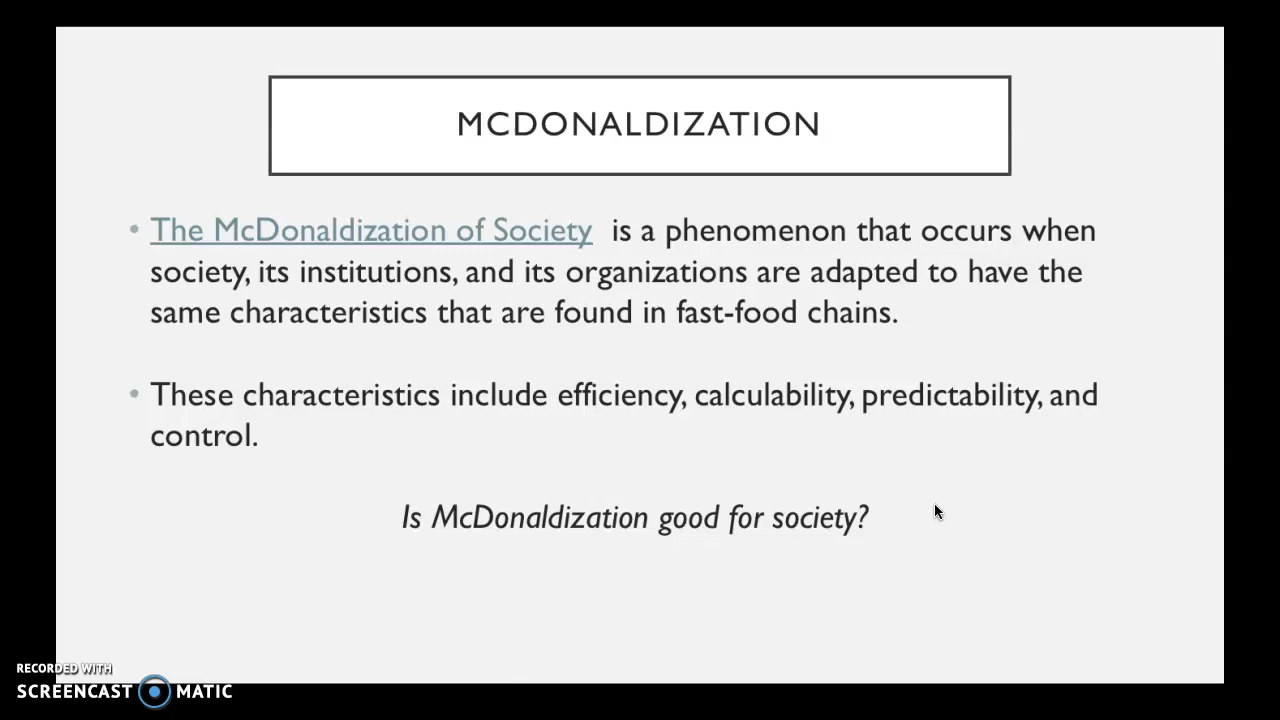 MCDONALDIZATION
• The McDonaldization of Society is a phenomenon that occurs when
society, its institutions, and its organizations are adapted to have the
same characteristics that are found in fast-food chains.
• These characteristics include efficiency, calculability, predictability, and
control.
Is McDonaldization good for society?
RECORDED WITH
SCREENCAST MATIC